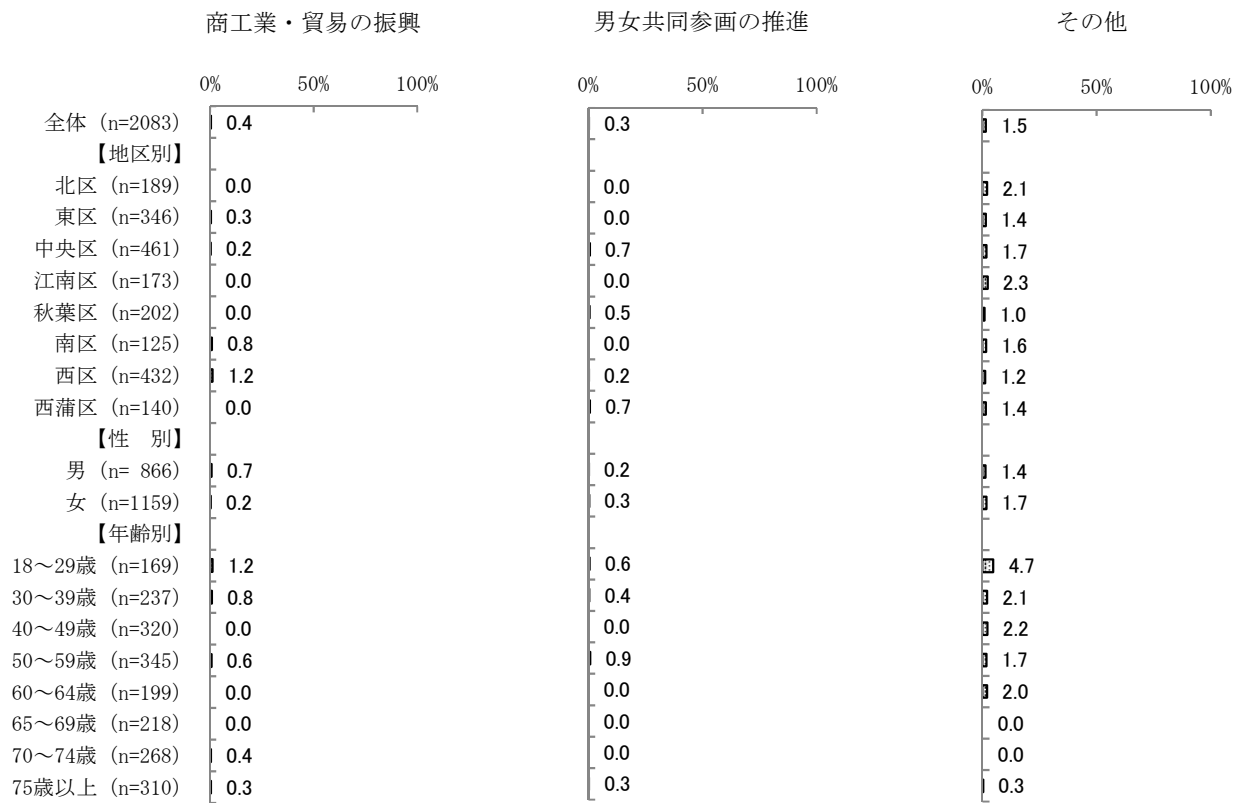 商工業・貿易の振興 男女共同参画の推進 その他
0% 50% 100% 0% 50% 100% 0% 50% 100%
全体 (n=2083) 0.4 0.3 1.5
【地区別】
北区 (n=189) 0.0 0.0 2.1
東区 (n=346) 0.3 0.0 1.4
中央区 (n=461) 0.2 0.7 1.7
江南区 (n=173) 0.0 0.0 2.3
秋葉区 (n=202) 0.0 0.5 1.0
南区 (n=125) 0.8 0.0 1.6
西区 (n=432) 1.2 0.2 1.2
西蒲区 (n=140) 0.0 0.7 1.4
【性　別】
男 (n= 866) 0.7 0.2 1.4
女 (n=1159) 0.2 0.3 1.7
【年齢別】
18～29歳 (n=169) 1.2 0.6 4.7
30～39歳 (n=237) 0.8 0.4 2.1
40～49歳 (n=320) 0.0 0.0 2.2
50～59歳 (n=345) 0.6 0.9 1.7
60～64歳 (n=199) 0.0 0.0 2.0
65～69歳 (n=218) 0.0 0.0 0.0
70～74歳 (n=268) 0.4 0.0 0.0
75歳以上 (n=310) 0.3 0.3 0.3